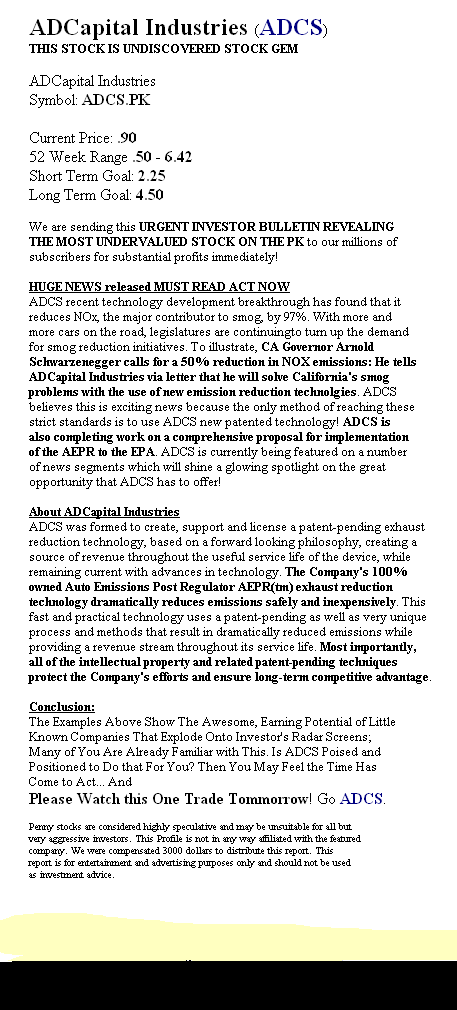 ADCapital Industries (ADCS)
THIS STOCK IS UNDISCOVERED STOCK GEM
ADCapital Industries
Symbol: ADCS.PK
Current Price: .90
52 Week Range .50 - 6.42
Short Term Goal: 2.25
Long Term Goal: 4.50
We are sending this URGENT INVESTOR BULLETIN REVEALING
THE MOST UNDERVALUED STOCK ON THE PK to our millions of
subscribers for substantial profits immediately!
HUGE NEWS released MUST READ ACT NOW
ADCS recent technology development breakthrough has found that it
reduces NOx, the major contributor to smog, by 97%. With more and
more cars on the road, legislatures are continuingto turn up the demand
for smog reduction initiatives. To illustrate, CA Governor Arnold
Schwarzenegger calls for a 50% reduction in NOX emissions: He tells
ADCapital Industries via letter that he will solve California's smog
problems with the use of new emission reduction technolgies. ADCS
believes this is exciting news because the only method of reaching these
strict standards is to use ADCS new patented technology! ADCS is
also completing work on a comprehensive proposal for implementation
of the AEPR to the EPA. ADCS is currently being featured on a number
of news segments which will shine a glowing spotlight on the great
opportunity that ADCS has to offer!
About ADCapital Industries
ADCS was formed to create, support and license a patent-pending exhaust
reduction technology, based on a forward looking philosophy, creating a
source of revenue throughout the useful service life of the device, while
remaining current with advances in technology. The Company's 100%
owned Auto Emissions Post Regulator AEPR(tm) exhaust reduction
technology dramatically reduces emissions safely and inexpensively. This
fast and practical technology uses a patent-pending as well as very unique
process and methods that result in dramatically reduced emissions while
providing a revenue stream throughout its service life. Most importantly,
all of the intellectual property and related patent-pending techniques
protect the Company's efforts and ensure long-term competitive advantage.
Conclusion:
The Examples Above Show The Awesome, Earning Potential of Little
Known Companies That Explode Onto Investor's Radar Screens;
Many of You Are Already Familiar with This. Is ADCS Poised and
Positioned to Do that For You? Then You May Feel the Time Has
Come to Act... And
Please Watch this One Trade Tommorrow! Go ADCS.
Penny stocks are considered highly speculative and may be unsuitable for all but
very aggressive investors. This Profile is not in any way affiliated with the featured
company. We were compensated 3000 dollars to distribute this report. This
report is for entertainment and advertising purposes only and should not be used
as investment advice.